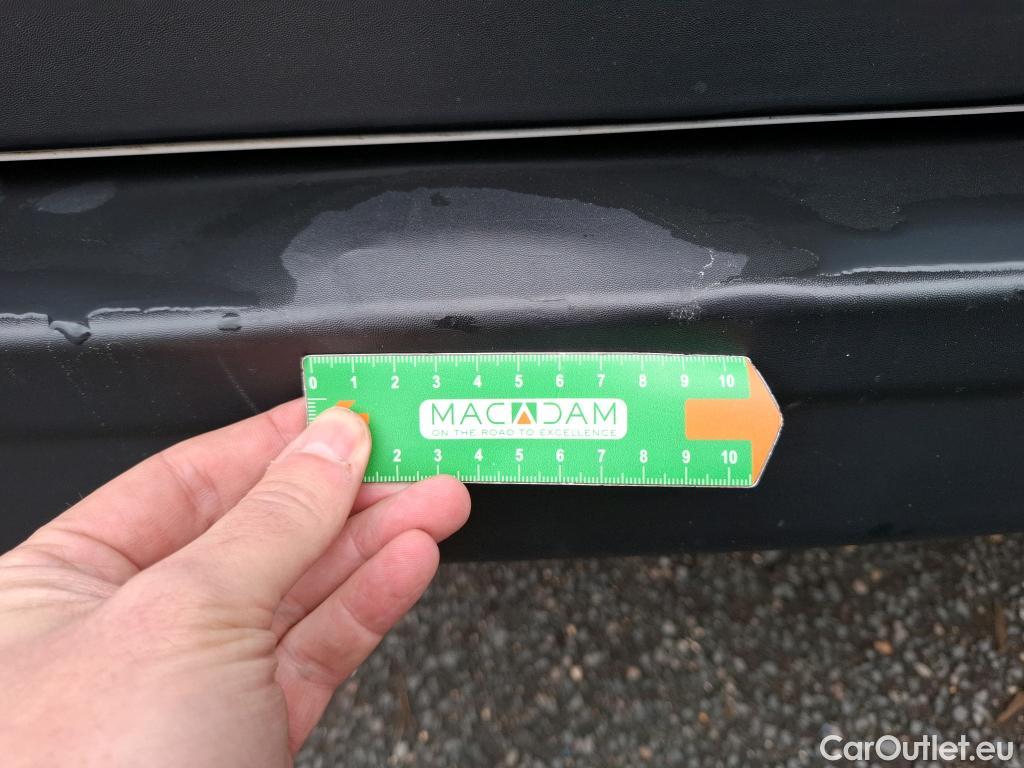 0 1 2 3 4 5 6 7 8 9 10
MACADAM
ON THE ROAD TO EXCELLENCE
2 3 4 5 6 7 8 9 10
CarOutlet.eu